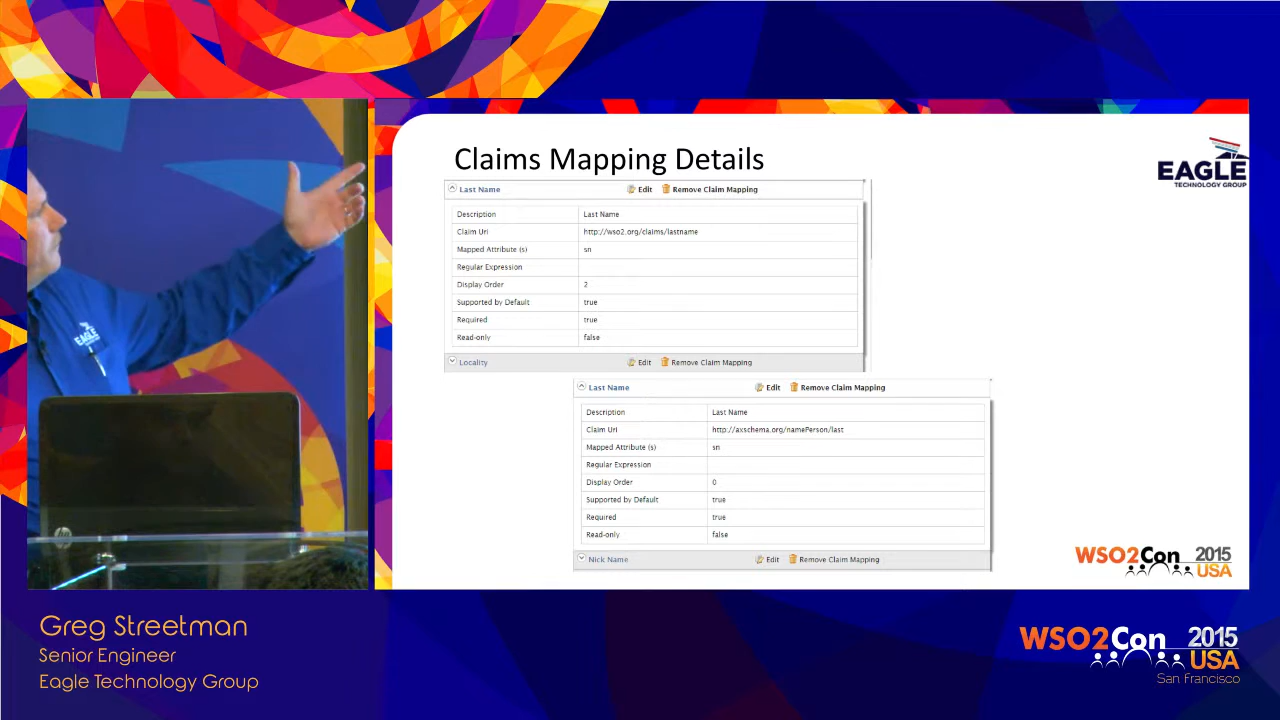 Claims Mapping Details
EAGLE
TECHNOLOGY GROUP
Last Name Edit Remove Claim Mapping
Description Last Name
Claim Uri http://wso2.org/claims/lastname
Mapped Attribute (s) sn
Regular Expression
Display Order 2
Supported by Default true
Required true
Read-only false
Locality Edit Remove Claim Mapping
Last Name Edit Remove Claim Mapping
Description Last Name
Claim Uri http://axschema.org/namePerson/last
Mapped Attribute (s) sn
Regular Expression
Display Order 0
Supported by Default true
Required true
Read-only false
Nick Name Edit Remove Claim Mapping
WSO2Con 2015
USA
EAGLE
hp
Greg Streetman
Senior Engineer
Eagle Technology Group
WSO2Con 2015
USA
San Francisco